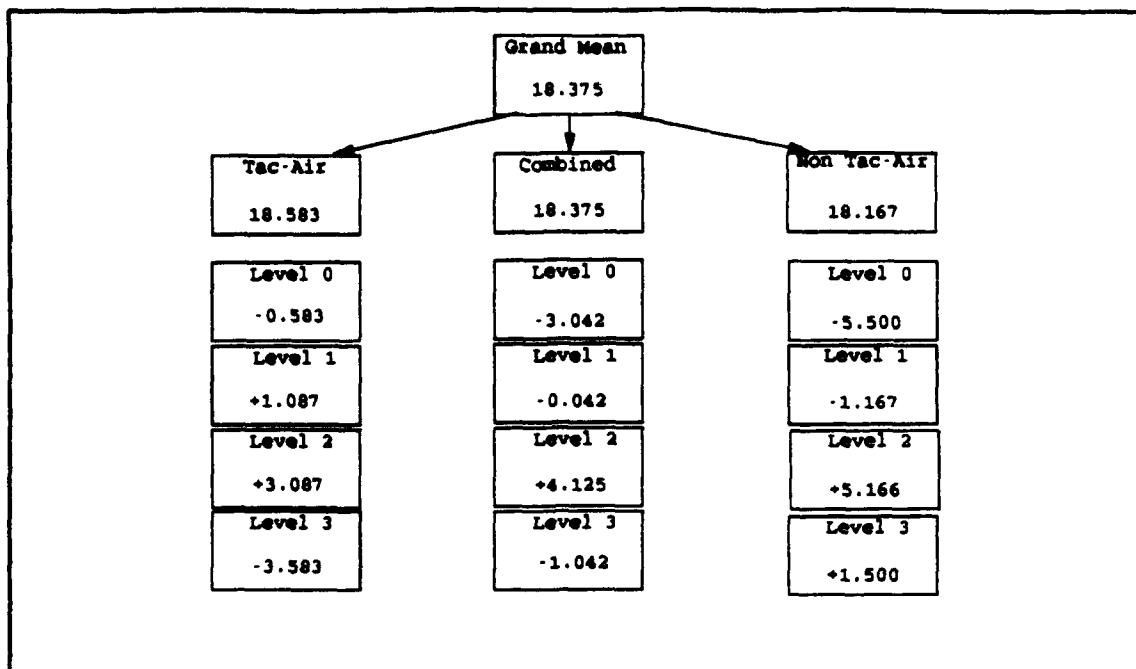 Grand Mean
18.375
Tac-Air
18.583
Combined
18.375
Non Tac-Air
18.167
Level 0
-0.583
Level 1
+1.087
Level 2
+3.087
Level 3
-3.583
Level 0
-3.042
Level 1
-0.042
Level 2
+4.125
Level 3
-1.042
Level 0
-5.500
Level 1
-1.167
Level 2
+5.166
Level 3
+1.500